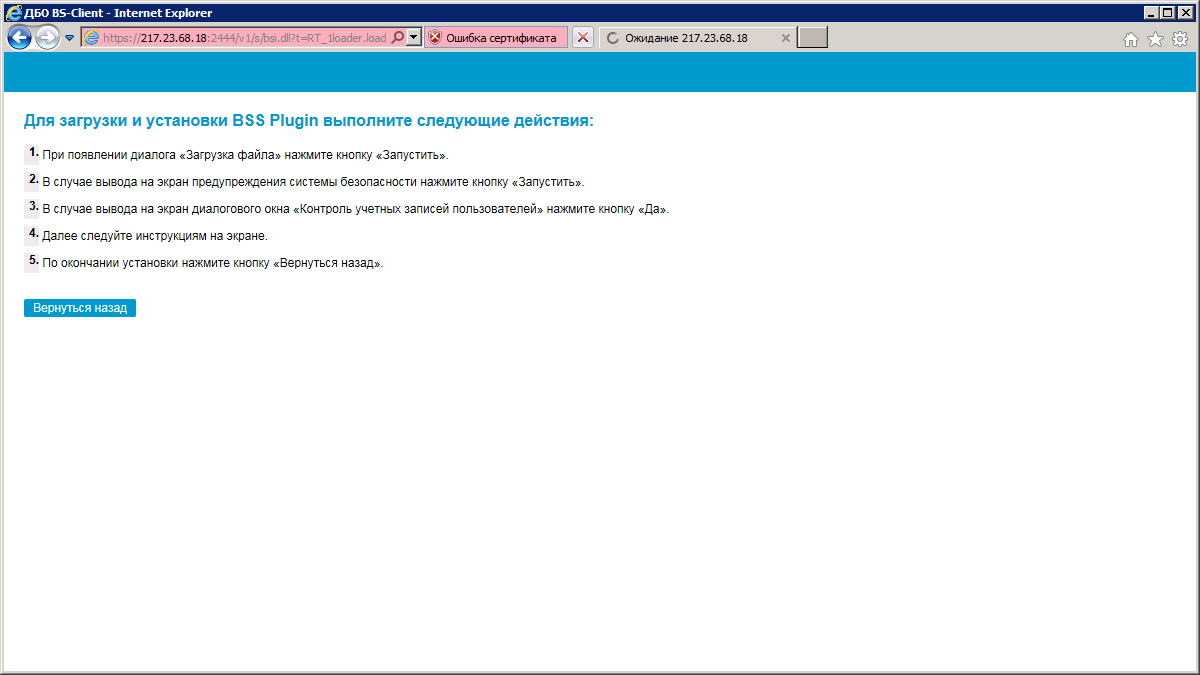 ДБО BS-Client - Internet Explorer
https://217.23.68.18:2444/v1/s/bsi.dll?t=RT_1loader.load
Ошибка сертификата
Ожидание 217.23.68.18
Для загрузки и установки BSS Plugin выполните следующие действия:
1. При появлении диалога «Загрузка файла» нажмите кнопку «Запустить».
2. В случае вывода на экран предупреждения системы безопасности нажмите кнопку «Запустить».
3. В случае вывода на экран диалогового окна «Контроль учетных записей пользователей» нажмите кнопку «Да».
4. Далее следуйте инструкциям на экране.
5. По окончании установки нажмите кнопку «Вернуться назад».
Вернуться назад